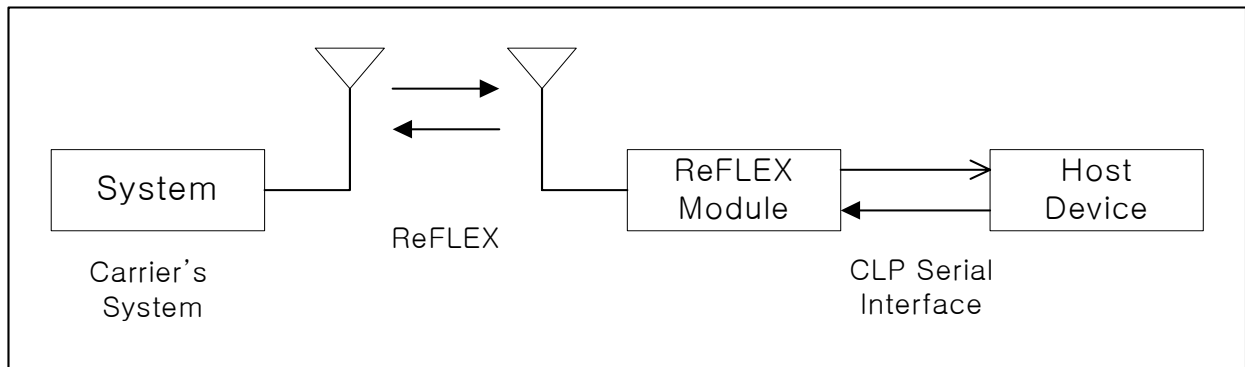 System
ReFLEX
Module
Host
Device
ReFLEX
Carrier's
System
CLP Serial
Interface